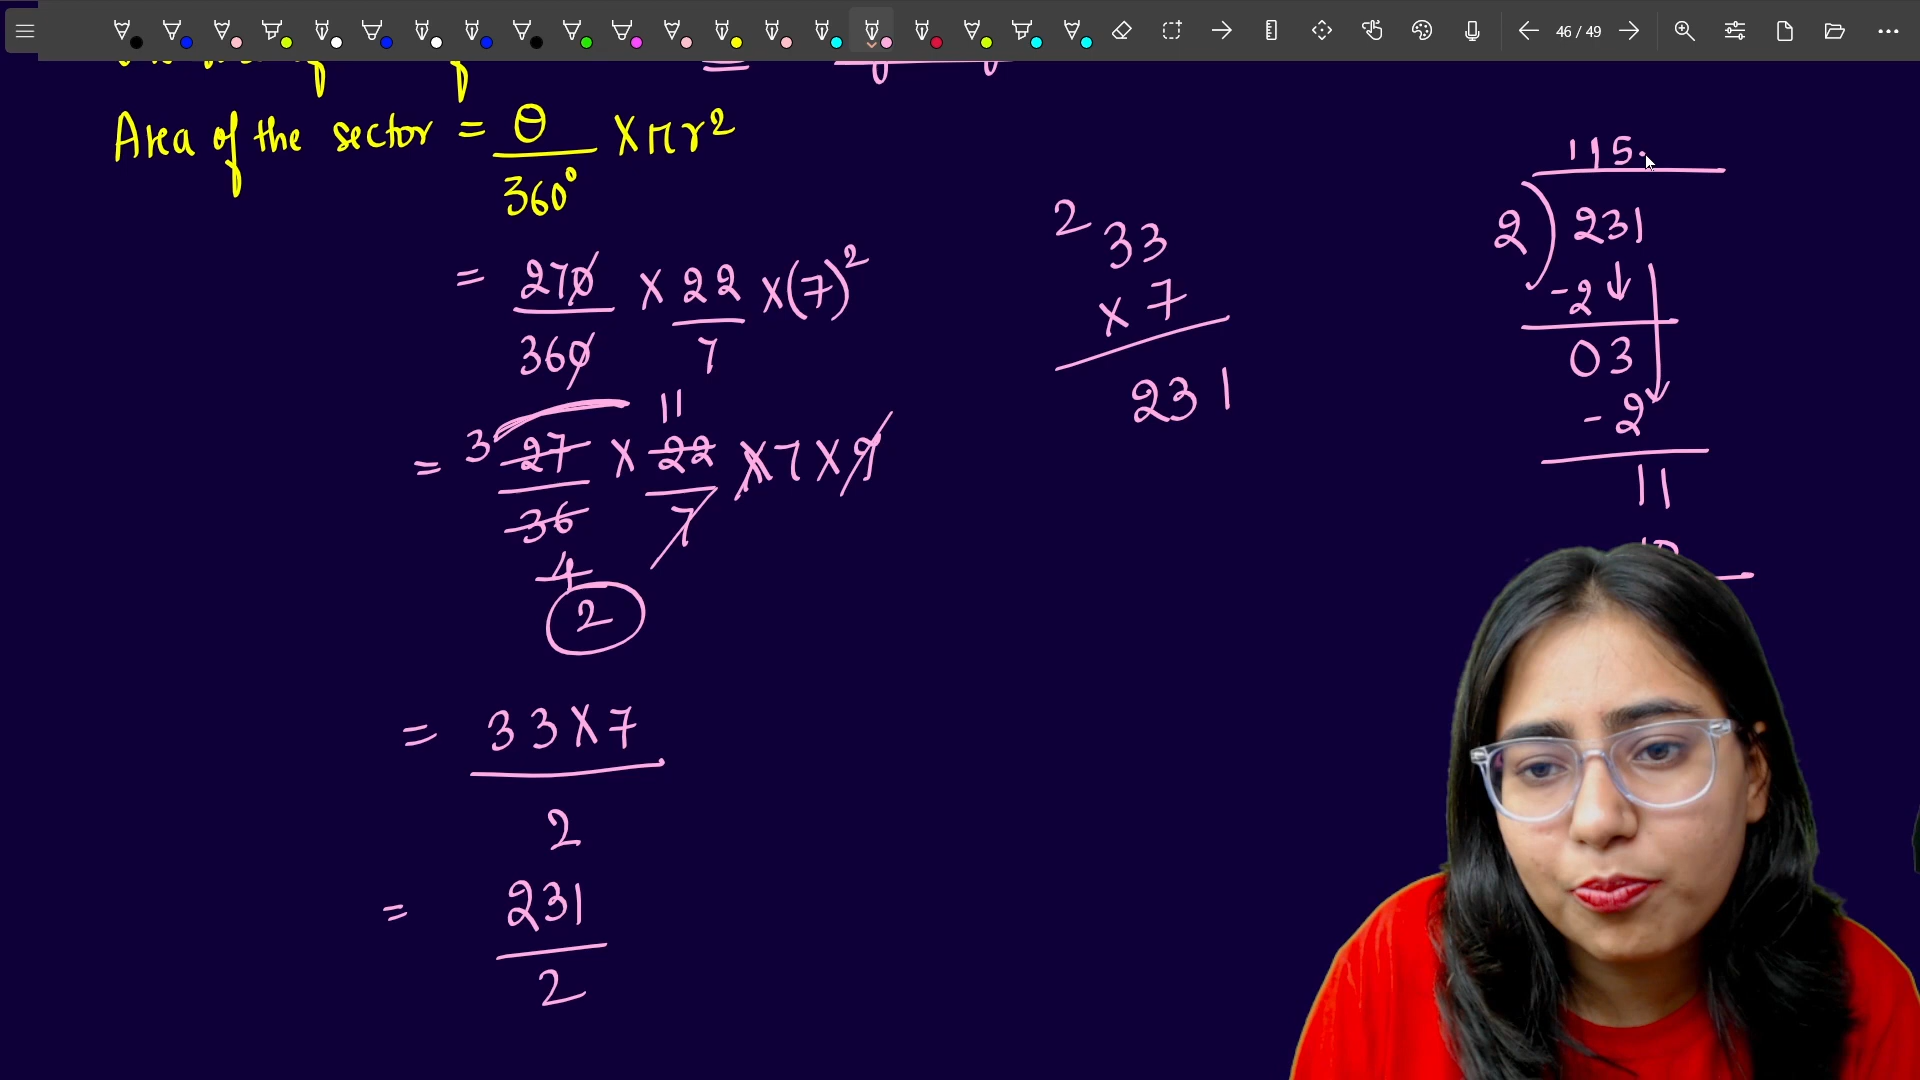 46 / 49
Area of the sector = θ/360° × πr²
= 270/360 × 22/7 × (7)²
= 27/36 × 22/7 × 7 × 7
3
11
4
2
= 33 × 7 / 2
= 231 / 2
2
33
× 7
231
115.
2 ) 231
- 2
03
- 2
11
10